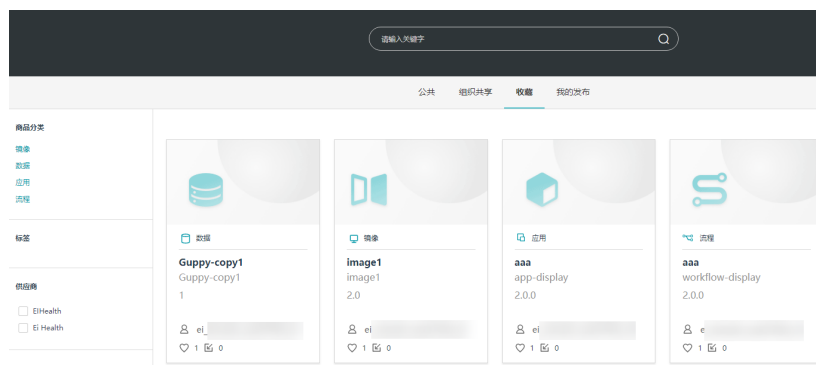 请输入关键字
公共
组织共享
收藏
我的发布
商品分类
镜像
数据
应用
流程
标签
供应商
EIHealth
Ei Health
数据
Guppy-copy1
Guppy-copy1
1
ei_
1 0
镜像
image1
image1
2.0
ei
1 0
应用
aaa
app-display
2.0.0
ei
1 0
流程
aaa
workflow-display
2.0.0
e
1 0